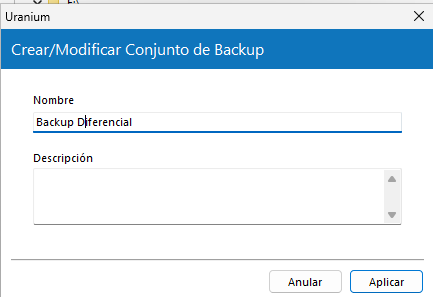 Uranium
Crear/Modificar Conjunto de Backup
Nombre
Backup Diferencial
Descripción
Anular
Aplicar